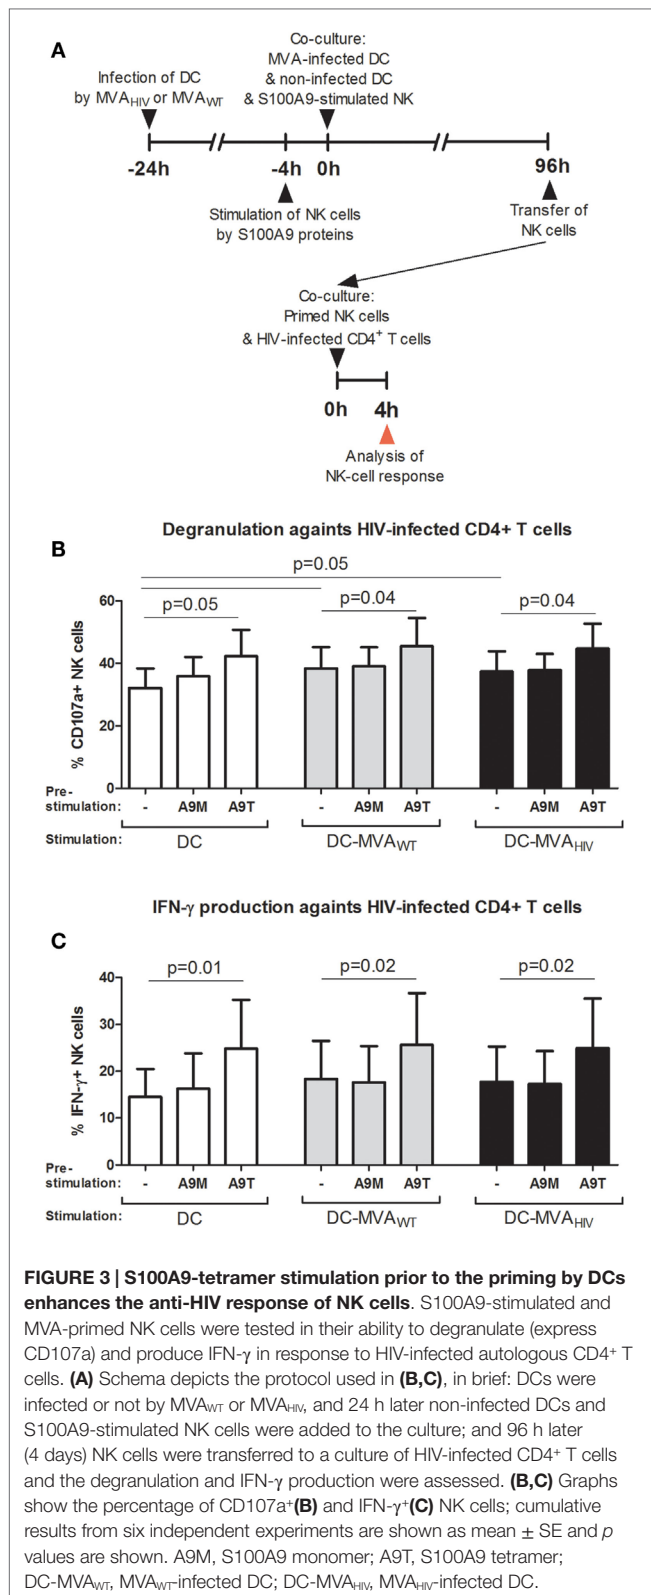 A
Co-culture:
MVA-infected DC
& non-infected DC
& S100A9-stimulated NK
Infection of DC
by MVAHIV or MVAWT
-24h
-4h
0h
96h
Stimulation of NK cells
by S100A9 proteins
Transfer of
NK cells
Co-culture:
Primed NK cells
& HIV-infected CD4⁺ T cells
0h
4h
Analysis of
NK-cell response
Degranulation againts HIV-infected CD4+ T cells
B
p=0.05
p=0.05
p=0.04
p=0.04
% CD107a+ NK cells
60
40
20
0
Pre-
stimulation:
- A9M A9T - A9M A9T - A9M A9T
Stimulation:
DC DC-MVAWT DC-MVAHIV
IFN-γ production againts HIV-infected CD4+ T cells
C
p=0.01
p=0.02
p=0.02
% IFN-γ+ NK cells
40
30
20
10
0
Pre-
stimulation:
- A9M A9T - A9M A9T - A9M A9T
Stimulation:
DC DC-MVAWT DC-MVAHIV
FIGURE 3 | S100A9-tetramer stimulation prior to the priming by DCs
enhances the anti-HIV response of NK cells. S100A9-stimulated and
MVA-primed NK cells were tested in their ability to degranulate (express
CD107a) and produce IFN-γ in response to HIV-infected autologous CD4⁺ T
cells. (A) Schema depicts the protocol used in (B,C), in brief: DCs were
infected or not by MVAWT or MVAHIV, and 24 h later non-infected DCs and
S100A9-stimulated NK cells were added to the culture; and 96 h later
(4 days) NK cells were transferred to a culture of HIV-infected CD4⁺ T cells
and the degranulation and IFN-γ production were assessed. (B,C) Graphs
show the percentage of CD107a⁺(B) and IFN-γ⁺(C) NK cells; cumulative
results from six independent experiments are shown as mean ± SE and p
values are shown. A9M, S100A9 monomer; A9T, S100A9 tetramer;
DC-MVAWT, MVAWT-infected DC; DC-MVAHIV, MVAHIV-infected DC.